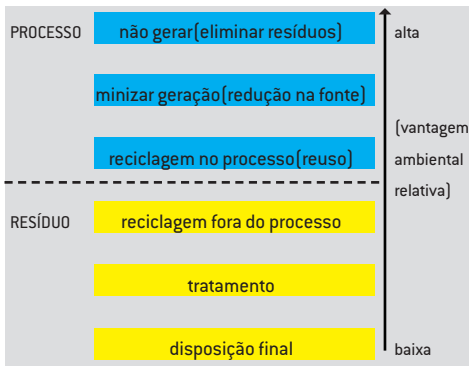 PROCESSO
não gerar(eliminar resíduos)
alta
minizar geração(redução na fonte)
(vantagem
ambiental
relativa)
reciclagem no processo(reuso)
RESÍDUO
reciclagem fora do processo
tratamento
disposição final
baixa